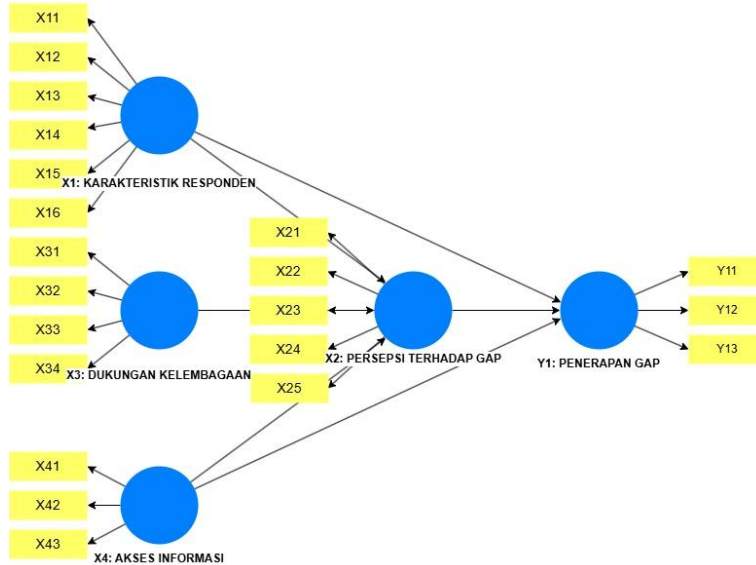 X11
X12
X13
X14
X15
X16
X1: KARAKTERISTIK RESPONDEN
X31
X32
X33
X34
X3: DUKUNGAN KELEMBAGAAN
X41
X42
X43
X4: AKSES INFORMASI
X21
X22
X23
X24
X25
X2: PERSEPSI TERHADAP GAP
Y11
Y12
Y13
Y1: PENERAPAN GAP